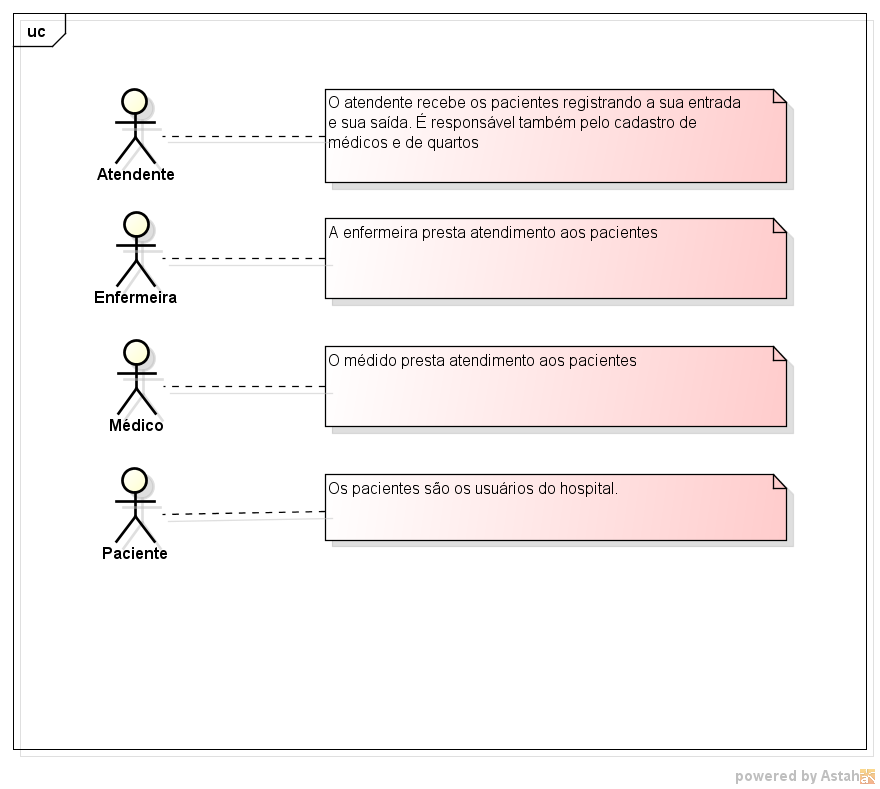 uc
O atendente recebe os pacientes registrando a sua entrada
e sua saída. É responsável também pelo cadastro de
médicos e de quartos
Atendente
A enfermeira presta atendimento aos pacientes
Enfermeira
O médido presta atendimento aos pacientes
Médico
Os pacientes são os usuários do hospital.
Paciente
powered by Astah